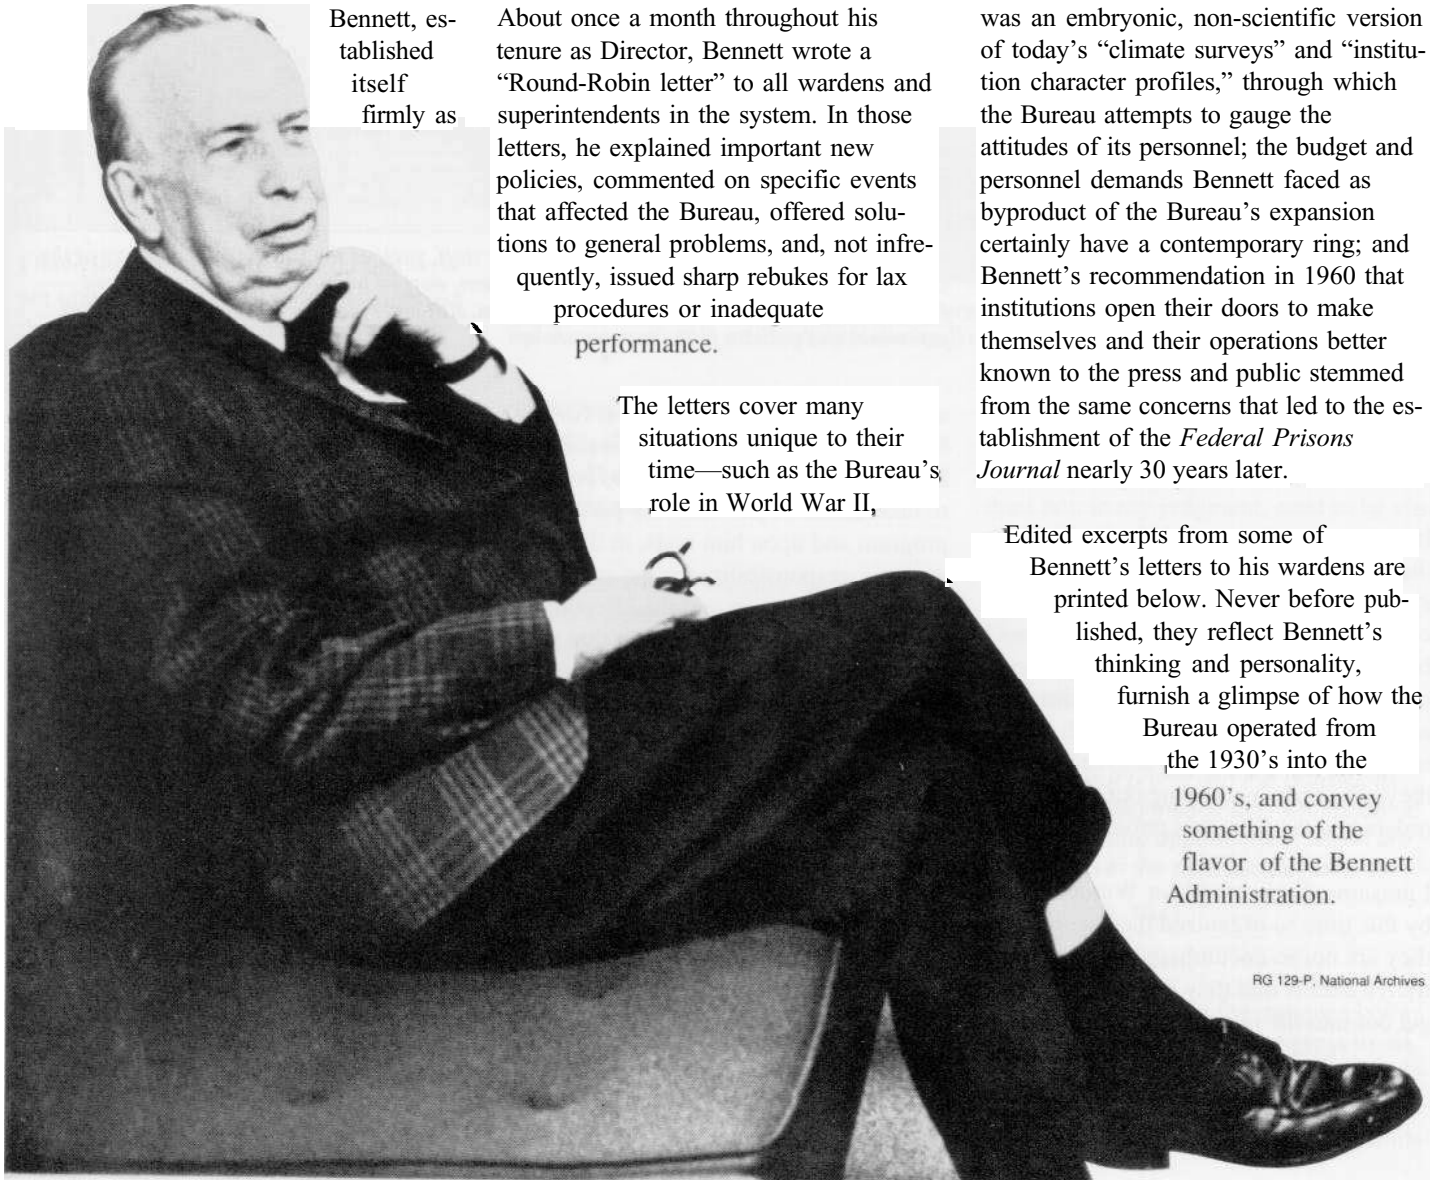 Bennett, es-
tablished
itself
firmly as
About once a month throughout his
tenure as Director, Bennett wrote a
“Round-Robin letter” to all wardens and
superintendents in the system. In those
letters, he explained important new
policies, commented on specific events
that affected the Bureau, offered solu-
tions to general problems, and, not infre-
quently, issued sharp rebukes for lax
procedures or inadequate
performance.
The letters cover many
situations unique to their
time—such as the Bureau’s
role in World War II,
was an embryonic, non-scientific version
of today’s “climate surveys” and “institu-
tion character profiles,” through which
the Bureau attempts to gauge the
attitudes of its personnel; the budget and
personnel demands Bennett faced as
byproduct of the Bureau’s expansion
certainly have a contemporary ring; and
Bennett’s recommendation in 1960 that
institutions open their doors to make
themselves and their operations better
known to the press and public stemmed
from the same concerns that led to the es-
tablishment of the Federal Prisons
Journal nearly 30 years later.
Edited excerpts from some of
Bennett’s letters to his wardens are
printed below. Never before pub-
lished, they reflect Bennett’s
thinking and personality,
furnish a glimpse of how the
Bureau operated from
the 1930’s into the
1960’s, and convey
something of the
flavor of the Bennett
Administration.
RG 129-P, National Archives